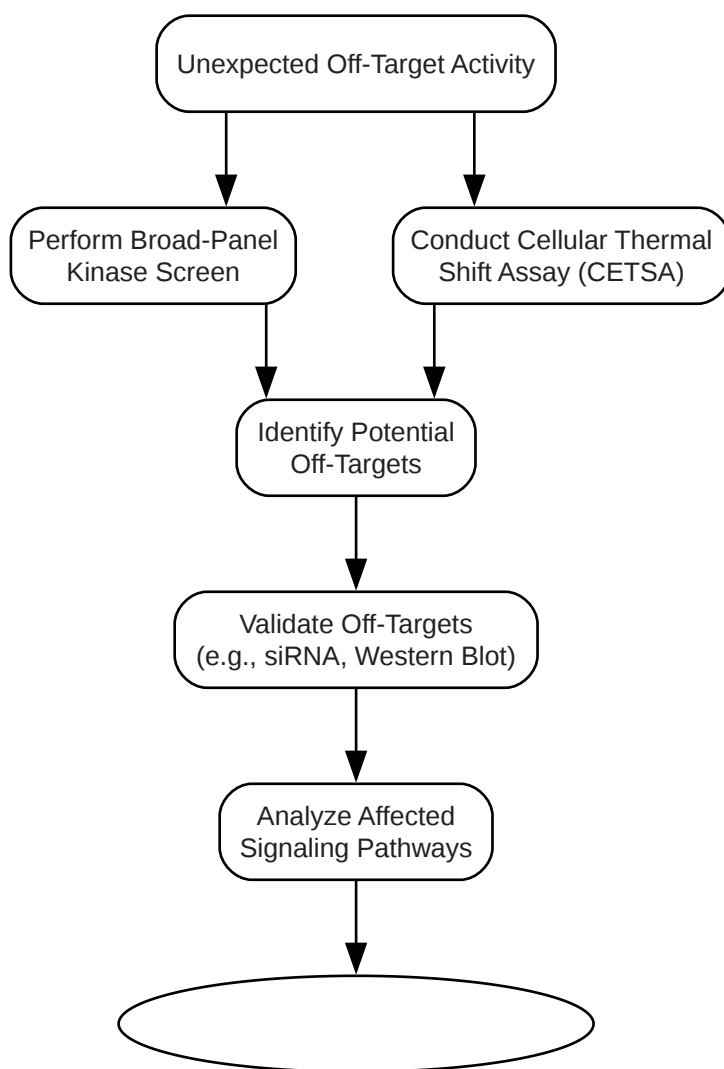 Unexpected Off-Target Activity
Perform Broad-Panel
Kinase Screen
Conduct Cellular Thermal
Shift Assay (CETSA)
Identify Potential
Off-Targets
Validate Off-Targets
(e.g., siRNA, Western Blot)
Analyze Affected
Signaling Pathways